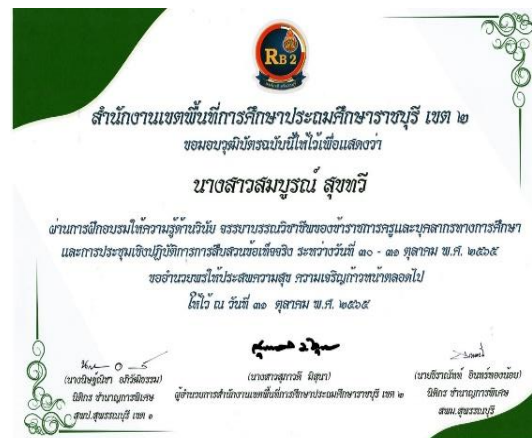 RB 2
สำนักงานเขตพื้นที่การศึกษาประถมศึกษาราชบุรี เขต ๒
ขอมอบวุฒิบัตรฉบับนี้ให้ไว้เพื่อแสดงว่า
นางสาวสมบูรณ์ สุขทวี
ผ่านการฝึกอบรมให้ความรู้ด้านวินัย จรรยาบรรณวิชาชีพของข้าราชการครูและบุคลากรทางการศึกษา
และการประชุมเชิงปฏิบัติการการสืบสวนข้อเท็จจริง ระหว่างวันที่ ๓๐ - ๓๑ ตุลาคม พ.ศ. ๒๕๖๕
ขออำนวยพรให้ประสบความสุข ความเจริญก้าวหน้าตลอดไป
ให้ไว้ ณ วันที่ ๓๑ ตุลาคม พ.ศ. ๒๕๖๕
นิติกร ชำนาญการพิเศษ
สพป.สุพรรณบุรี เขต ๑
(นางสาวสุภาวดี มิสุนา)
ผู้อำนวยการสำนักงานเขตพื้นที่การศึกษาประถมศึกษาราชบุรี เขต ๒
อินทร์ทองน้อย)
นิติกร ชำนาญการพิเศษ
สพม.สุพรรณบุรี